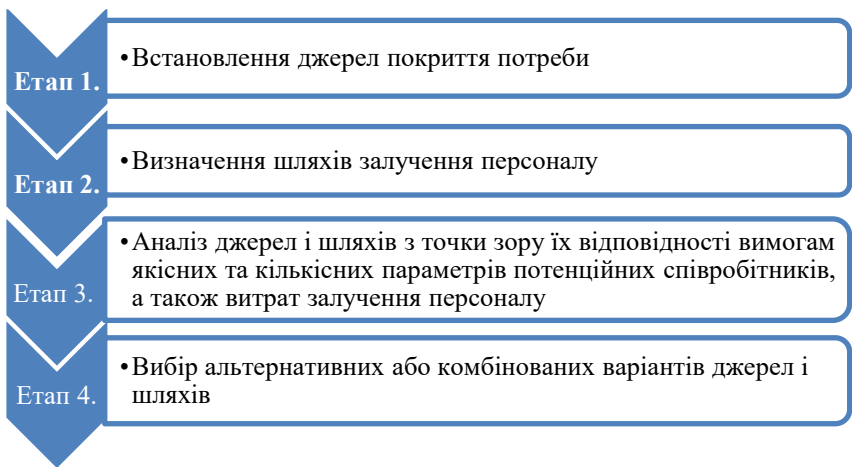 Етап 1.
•Встановлення джерел покриття потреби
Етап 2.
•Визначення шляхів залучення персоналу
Етап 3.
•Аналіз джерел і шляхів з точки зору їх відповідності вимогам
якісних та кількісних параметрів потенційних співробітників,
а також витрат залучення персоналу
Етап 4.
•Вибір альтернативних або комбінованих варіантів джерел і
шляхів